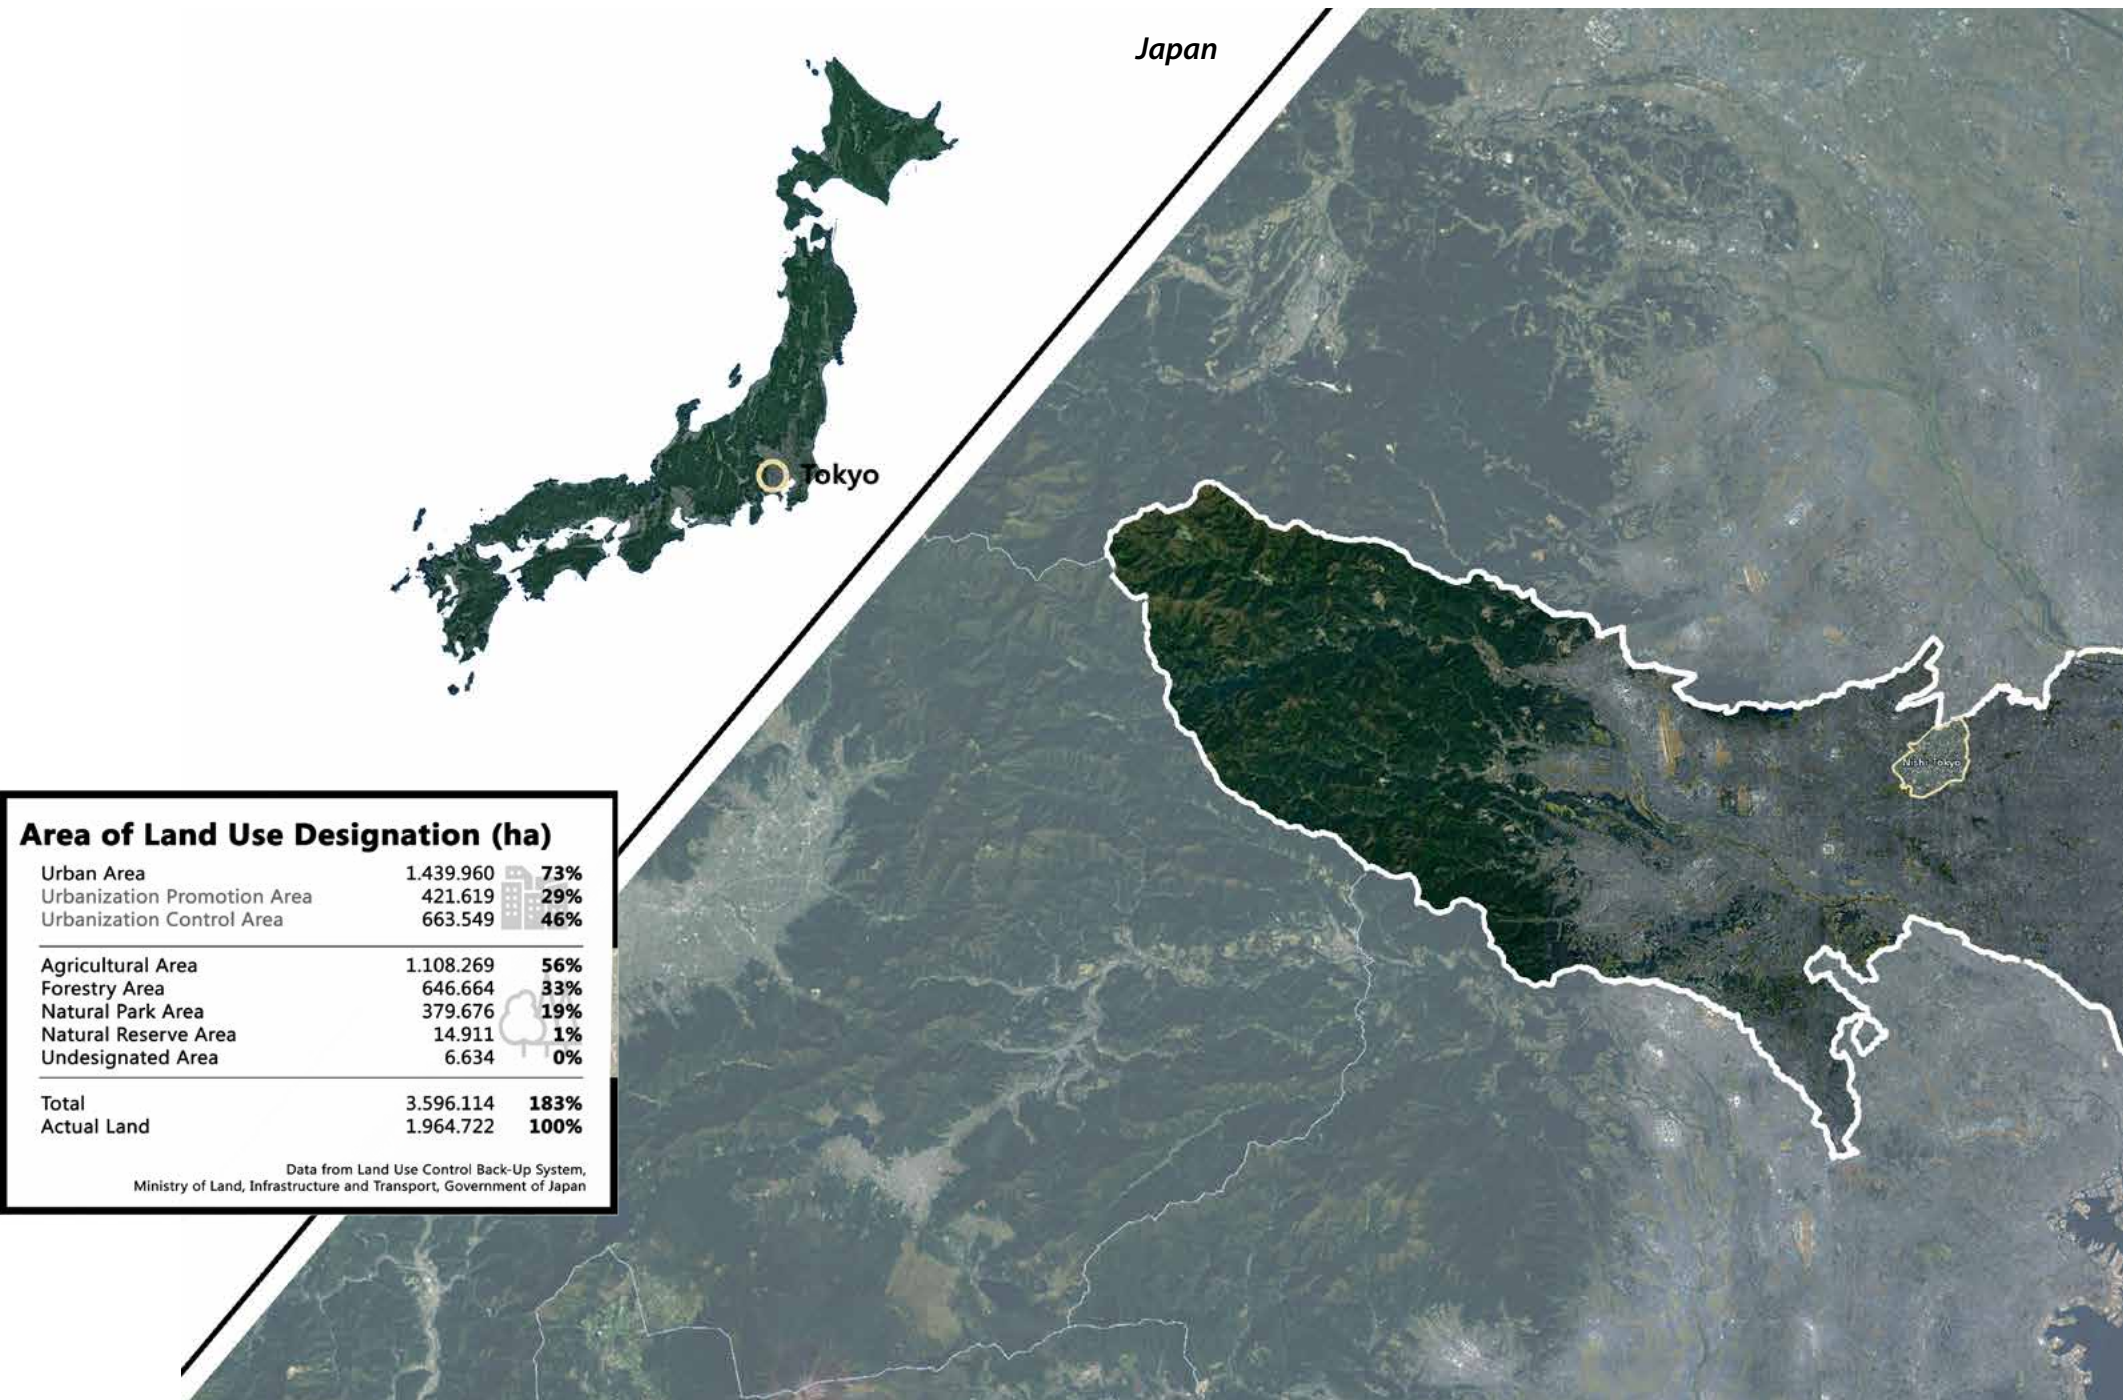 Japan
Tokyo
Nishi-Tokyo
Area of Land Use Designation (ha)
Urban Area 1.439.960 73%
Urbanization Promotion Area 421.619 29%
Urbanization Control Area 663.549 46%
Agricultural Area 1.108.269 56%
Forestry Area 646.664 33%
Natural Park Area 379.676 19%
Natural Reserve Area 14.911 1%
Undesignated Area 6.634 0%
Total 3.596.114 183%
Actual Land 1.964.722 100%
Data from Land Use Control Back-Up System,
Ministry of Land, Infrastructure and Transport, Government of Japan